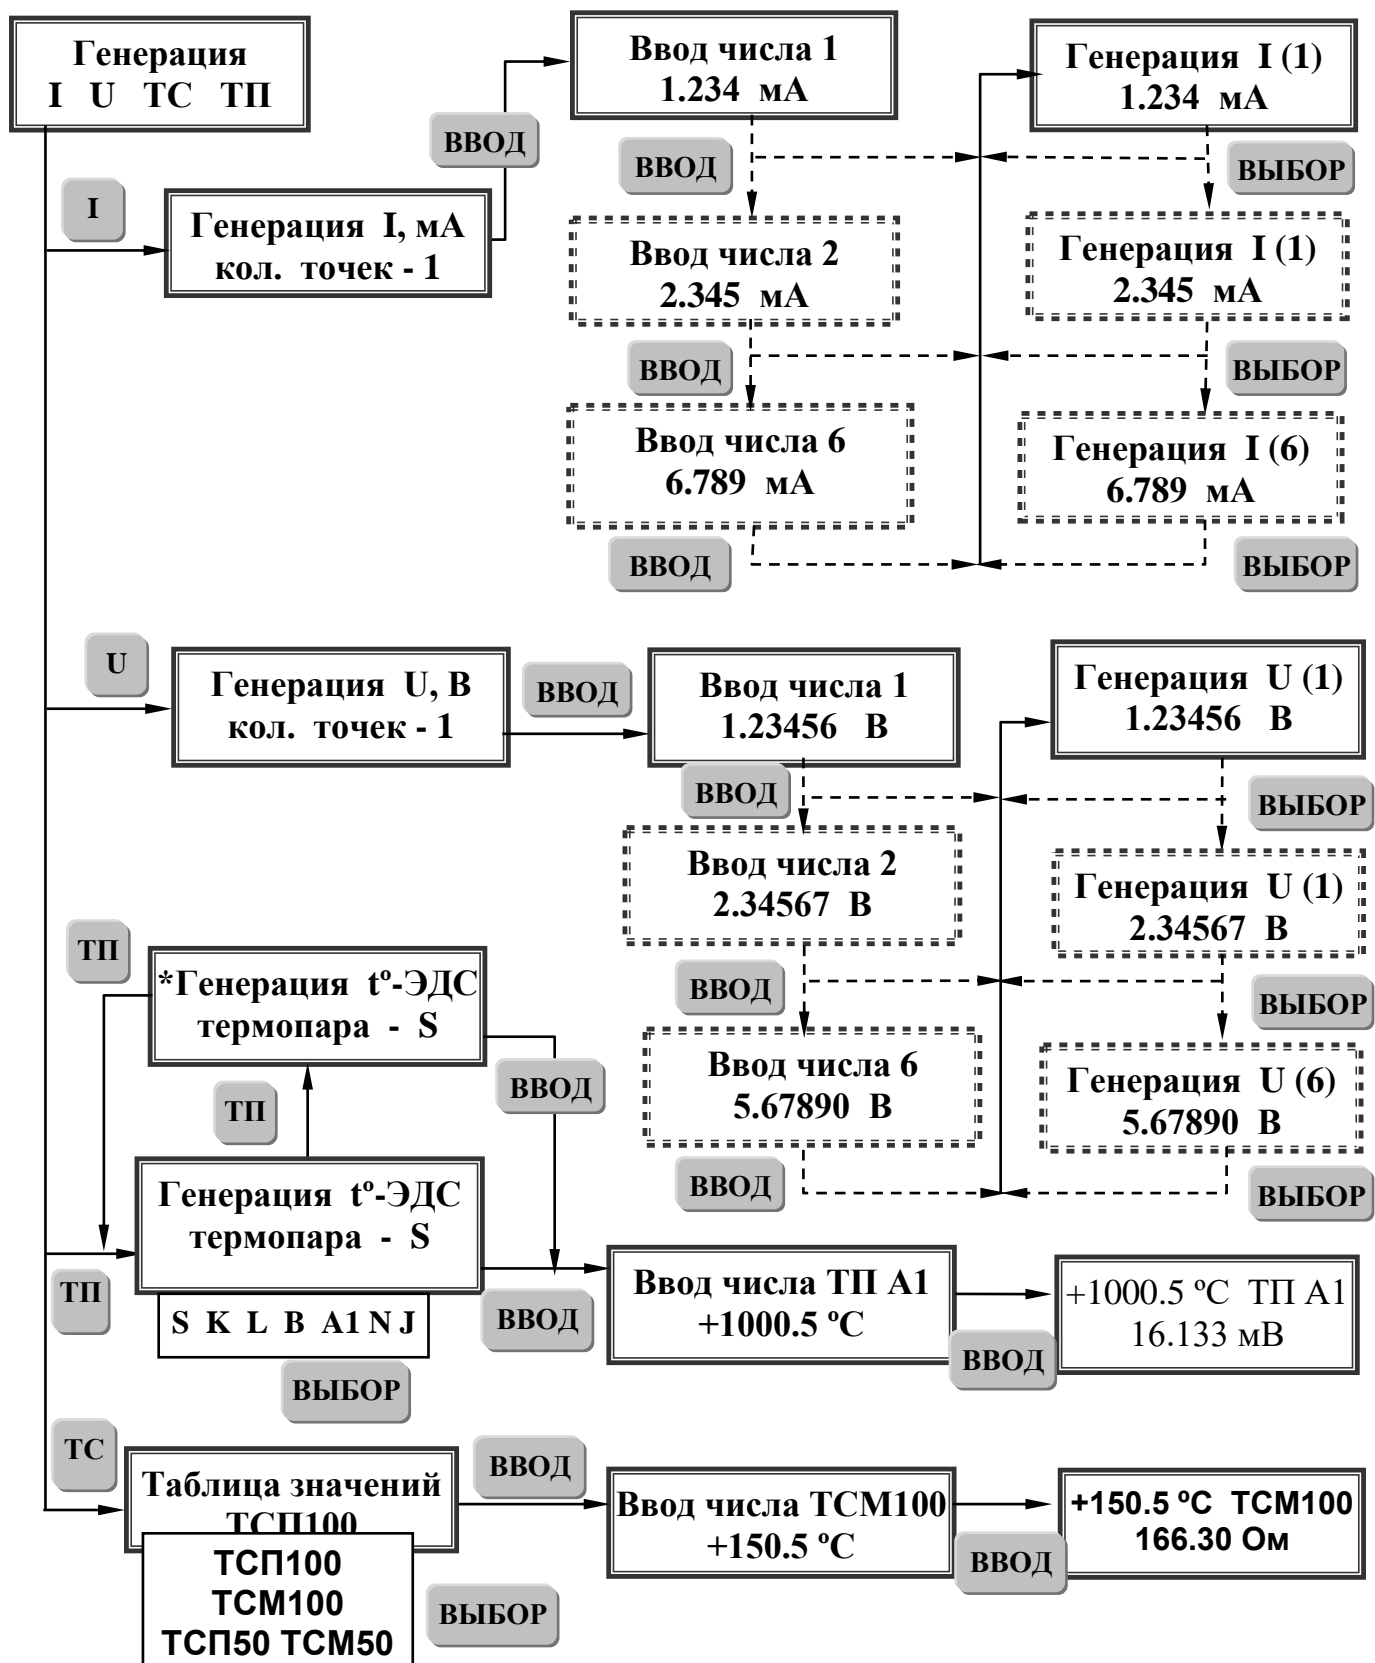 Генерация
I U ТС ТП
Ввод числа 1
1.234 мА
Генерация I (1)
1.234 мА
ВВОД
ВВОД
ВЫБОР
I
Генерация I, мА
кол. точек - 1
Ввод числа 2
2.345 мА
Генерация I (1)
2.345 мА
ВВОД
ВЫБОР
Ввод числа 6
6.789 мА
Генерация I (6)
6.789 мА
ВВОД
ВЫБОР
U
Генерация U, В
кол. точек - 1
ВВОД
Ввод числа 1
1.23456 В
Генерация U (1)
1.23456 В
ВВОД
ВЫБОР
Ввод числа 2
2.34567 В
Генерация U (1)
2.34567 В
ТП
*Генерация tº-ЭДС
термопара - S
ВВОД
ВЫБОР
ВВОД
ТП
Ввод числа 6
5.67890 В
Генерация U (6)
5.67890 В
ВВОД
ВЫБОР
Генерация tº-ЭДС
термопара - S
ТП
S K L B A1 N J
ВЫБОР
ВВОД
Ввод числа ТП А1
+1000.5 ºС
ВВОД
+1000.5 ºС ТП А1
16.133 мВ
ТС
Таблица значений
ТСП100
ТСП100
ТСМ100
ТСП50 ТСМ50
ВЫБОР
ВВОД
Ввод числа ТСМ100
+150.5 ºС
ВВОД
+150.5 ºС ТСМ100
166.30 Ом